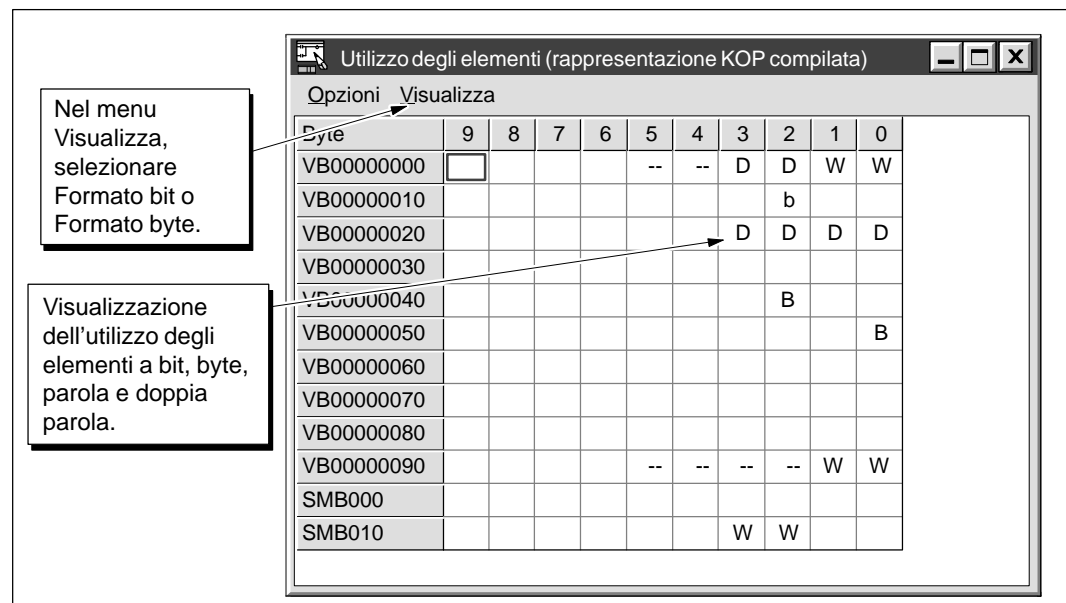 Utilizzo degli elementi (rappresentazione KOP compilata)
Opzioni Visualizza
Nel menu
Visualizza,
selezionare
Formato bit o
Formato byte.
Visualizzazione
dell'utilizzo degli
elementi a bit, byte,
parola e doppia
parola.
Byte 9 8 7 6 5 4 3 2 1 0
VB00000000 -- -- D D W W
VB00000010 b
VB00000020 D D D D
VB00000030
VB00000040 B
VB00000050 B
VB00000060
VB00000070
VB00000080
VB00000090 -- -- -- -- W W
SMB000
SMB010 W W